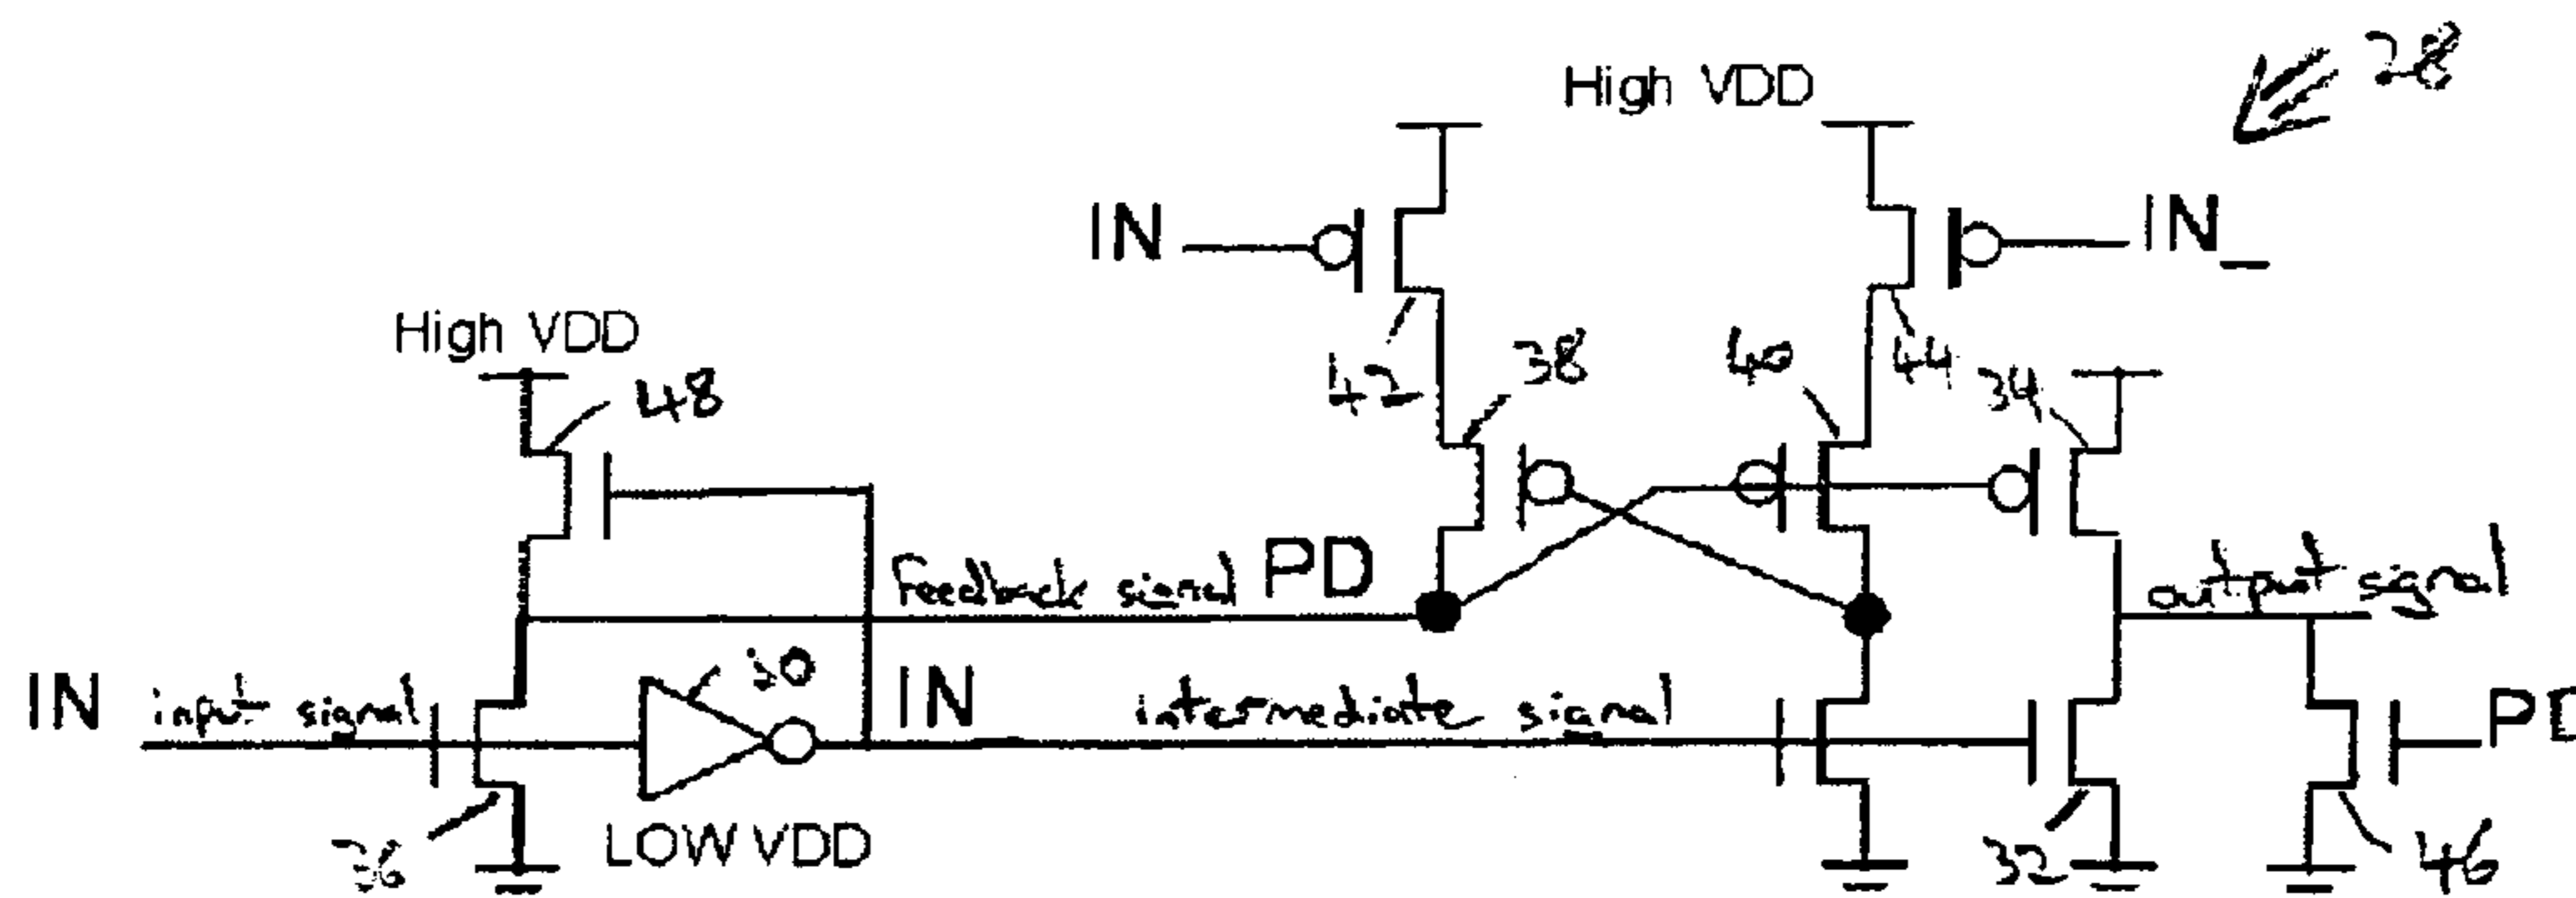 28
High VDD
IN
IN_
High VDD
48
42
38
40
44
34
feedback signal PD
output signal
IN input signal
30
IN
intermediate signal
PD
36
LOW VDD
32
46